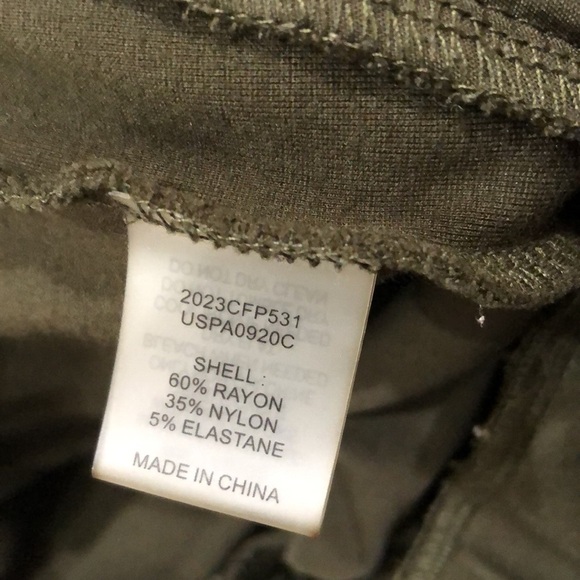 2023CFP531
USPA0920C
SHELL :
60% RAYON
35% NYLON
5% ELASTANE
MADE IN CHINA